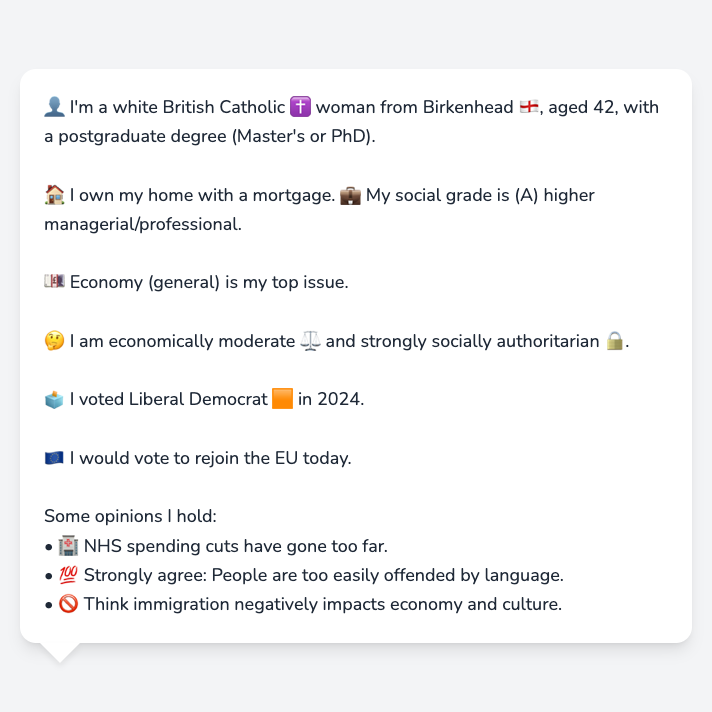 👤 I'm a white British Catholic ✝️ woman from Birkenhead 🏴󠁧󠁢󠁥󠁮󠁧󠁿, aged 42, with
a postgraduate degree (Master's or PhD).
🏠 I own my home with a mortgage. 💼 My social grade is (A) higher
managerial/professional.
💷 Economy (general) is my top issue.
🤔 I am economically moderate ⚖️ and strongly socially authoritarian 🔒.
🗳️ I voted Liberal Democrat 🟧 in 2024.
🇪🇺 I would vote to rejoin the EU today.
Some opinions I hold:
• 🏥 NHS spending cuts have gone too far.
• 💯 Strongly agree: People are too easily offended by language.
• 🚫 Think immigration negatively impacts economy and culture.